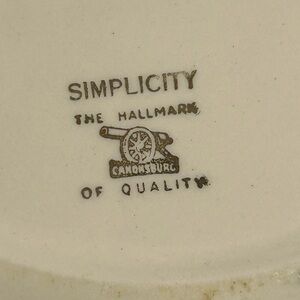 SIMPLICITY
THE HALLMARK
CANONSBURG
OF QUALITY